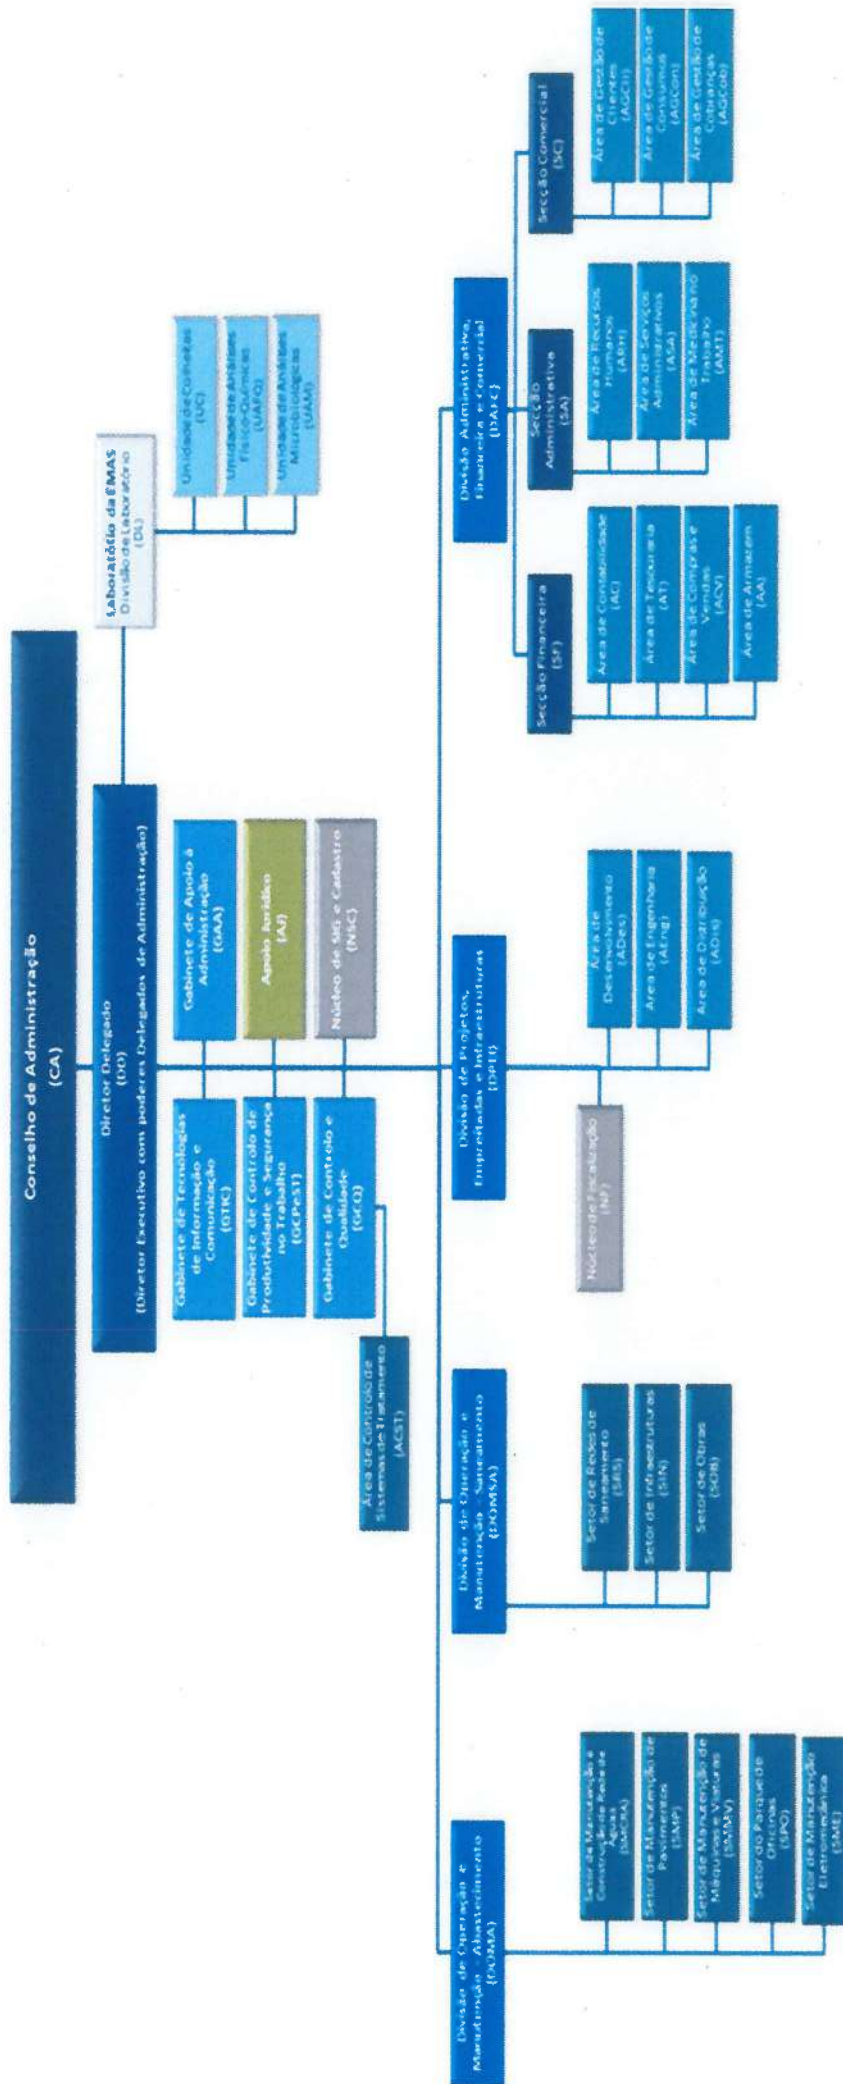 Conselho de Administração
(CA)
Diretor Delegado
(DD)
(Diretor Executivo com poderes Delegados de Administração)
Laboratório da EMAS
Divisão de Laboratório
(DL)
Unidade de Colheitas
(UC)
Unidade de Análises
Físico-Químicas
(UAFQ)
Unidade de Análises
Microbiológicas
(UAM)
Gabinete de Tecnologias
de Informação e
Comunicação
(GTIC)
Gabinete de Apoio à
Administração
(GAA)
Gabinete de Controlo de
Produtividade e Segurança
no Trabalho
(GCPeST)
Apoio Jurídico
(AJ)
Gabinete de Controlo e
Qualidade
(GCQ)
Núcleo de SIG e Cadastro
(NSC)
Área de Controlo de
Sistemas de Tratamento
(ACST)
Divisão de Operação e
Manutenção - Abastecimento
(DOMA)
Setor de Manutenção e
Construção da Rede de
Águas
(SMCRA)
Setor de Manutenção de
Pavimentos
(SMP)
Setor de Manutenção de
Máquinas e Viaturas
(SMMV)
Setor do Parque de
Oficinas
(SPO)
Setor de Manutenção
Eletromecânica
(SME)
Divisão de Operação e
Manutenção - Saneamento
(DOMSA)
Setor de Redes de
Saneamento
(SRS)
Setor de Infraestruturas
(SIN)
Setor de Obras
(SOB)
Divisão de Projetos,
Empreitadas e Infraestruturas
(DPEI)
Núcleo de Fiscalização
(NF)
Área de
Desenvolvimento
(ADes)
Área de Engenharia
(AEng)
Área de Distribuição
(ADis)
Divisão Administrativa,
Financeira e Comercial
(DAFC)
Secção Financeira
(SF)
Área de Contabilidade
(AC)
Área de Tesouraria
(AT)
Área de Compras e
Vendas
(ACV)
Área de Armazém
(AA)
Secção
Administrativa
(SA)
Área de Recursos
Humanos
(ARH)
Área de Serviços
Administrativos
(ASA)
Área de Medicina no
Trabalho
(AMT)
Secção Comercial
(SC)
Área de Gestão de
Clientes
(AGCli)
Área de Gestão de
Consumos
(AGCon)
Área de Gestão de
Cobranças
(AGCob)